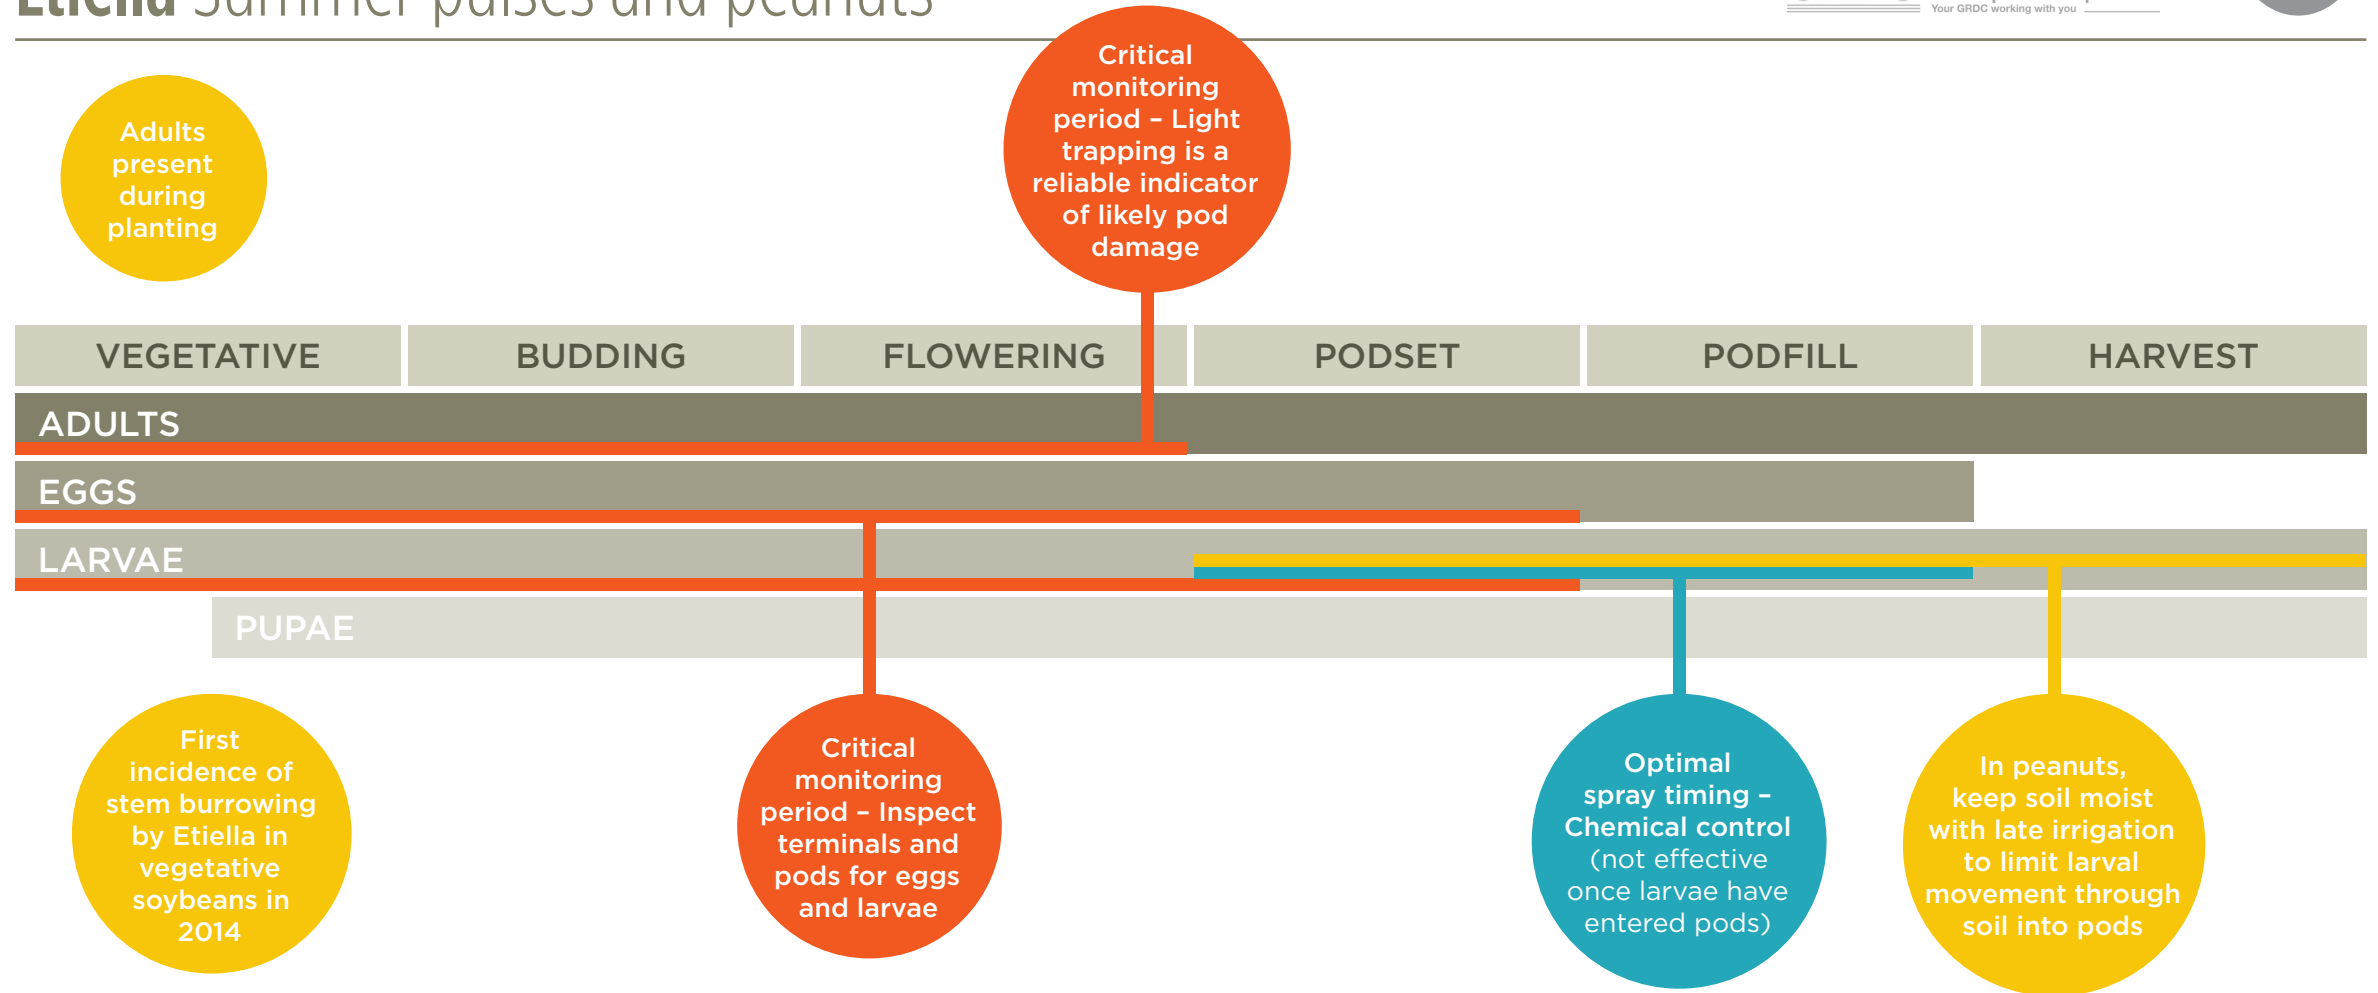 Etiella Summer pulses and peanuts
Your GRDC working with you
Critical
monitoring
period – Light
trapping is a
reliable indicator
of likely pod
damage
Adults
present
during
planting
VEGETATIVE
BUDDING
FLOWERING
PODSET
PODFILL
HARVEST
ADULTS
EGGS
LARVAE
PUPAE
First
incidence of
stem burrowing
by Etiella in
vegetative
soybeans in
2014
Critical
monitoring
period – Inspect
terminals and
pods for eggs
and larvae
Optimal
spray timing –
Chemical control
(not effective
once larvae have
entered pods)
In peanuts,
keep soil moist
with late irrigation
to limit larval
movement through
soil into pods